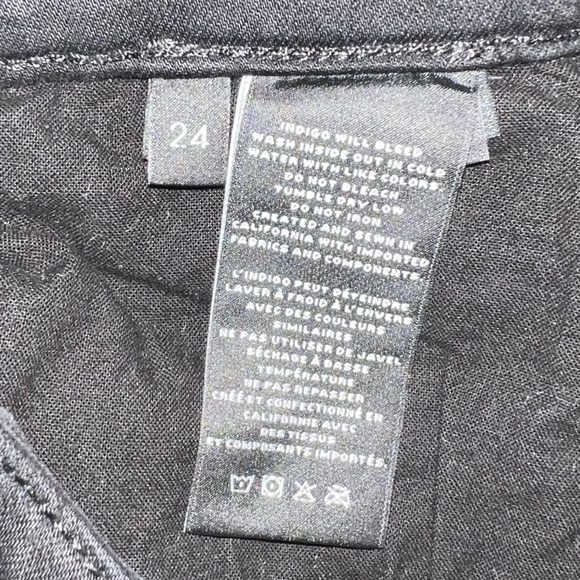 24
INDIGO WILL BLEED
WASH INSIDE OUT IN COLD
WATER WITH LIKE COLORS
DO NOT BLEACH
TUMBLE DRY LOW
DO NOT IRON
CREATED AND SEWN IN
CALIFORNIA WITH IMPORTED
FABRICS AND COMPONENTS.
L'INDIGO PEUT DÉTEINDRE
LAVER À FROID À L'ENVERS
AVEC DES COULEURS
SIMILAIRES
NE PAS UTILISER DE JAVEL
SÉCHAGE À BASSE
TEMPÉRATURE
NE PAS REPASSER
CRÉÉ ET CONFECTIONNÉ EN
CALIFORNIE AVEC
DES TISSUS
ET COMPOSANTS IMPORTÉS.